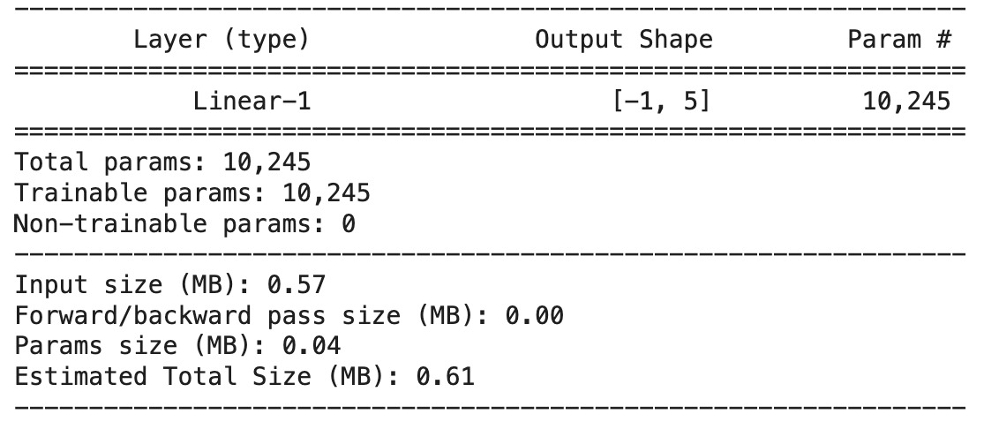 ----------------------------------------------------------------
        Layer (type)               Output Shape         Param #
================================================================
            Linear-1                    [-1, 5]          10,245
================================================================
Total params: 10,245
Trainable params: 10,245
Non-trainable params: 0
----------------------------------------------------------------
Input size (MB): 0.57
Forward/backward pass size (MB): 0.00
Params size (MB): 0.04
Estimated Total Size (MB): 0.61
----------------------------------------------------------------